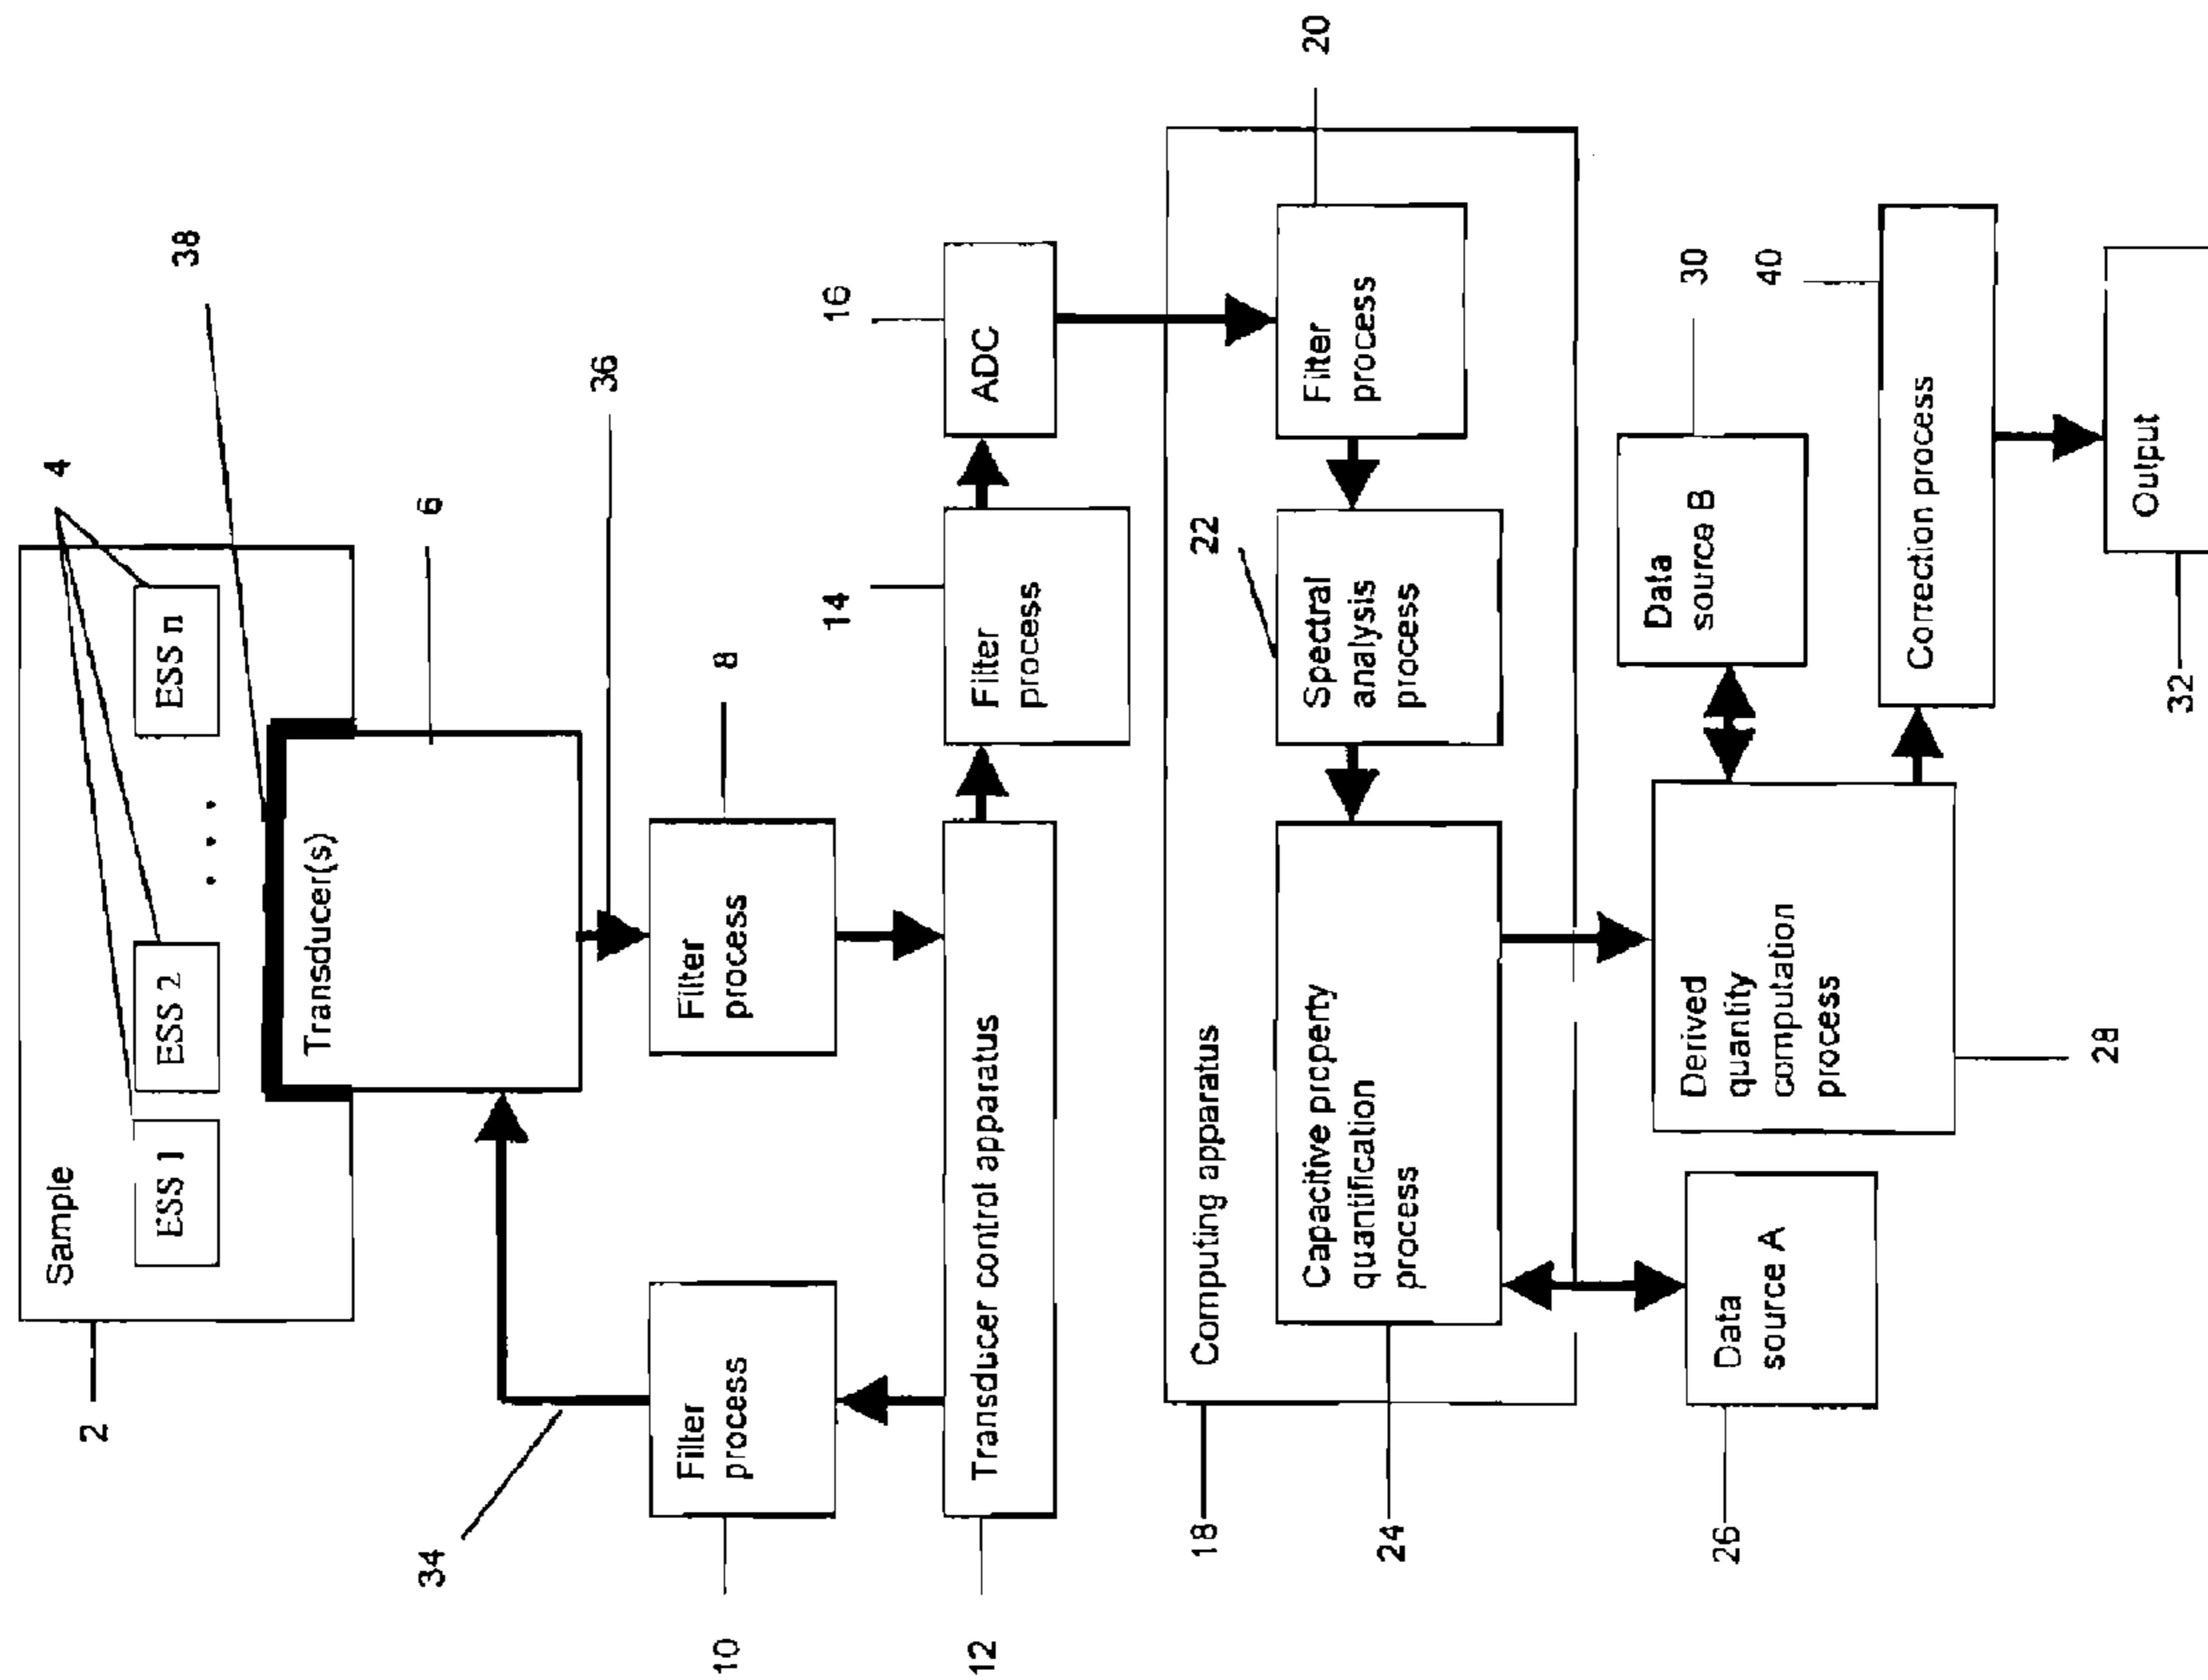 2
Sample
ESS 1
ESS 2
. . .
ESS n
4
38
Transducer(s)
6
34
36
10
Filter
process
Filter
process
8
12
Transducer control apparatus
14
Filter
process
16
ADC
18
Computing apparatus
24
Capacitive property
quantification
process
22
Spectral
analysis
process
Filter
process
20
26
Data
source A
Derived
quantity
computation
process
28
Data
source B
30
40
Correction process
32
Output